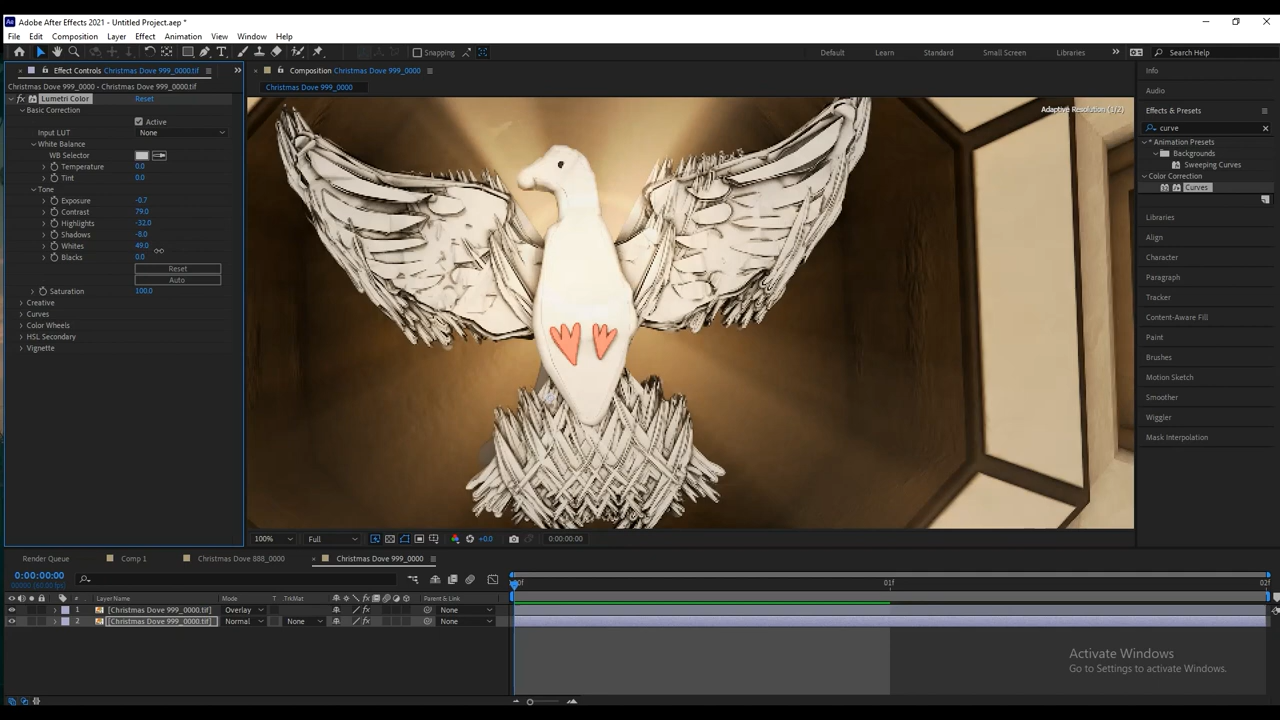 Adobe After Effects 2021 - Untitled Project.aep *
File Edit Composition Layer Effect Animation View Window Help
Snapping Default Learn Standard Small Screen Libraries Search Help
Effect Controls Christmas Dove 999_0000.tif
Christmas Dove 999_0000 - Christmas Dove 999_0000.tif
fx Lumetri Color Reset
Basic Correction
Active
Input LUT None
White Balance
WB Selector
Temperature 0.0
Tint 0.0
Tone
Exposure -0.7
Contrast 79.0
Highlights -32.0
Shadows -8.0
Whites 49.0
Blacks 0.0
Reset
Auto
Saturation 100.0
Creative
Curves
Color Wheels
HSL Secondary
Vignette
Composition Christmas Dove 999_0000
Christmas Dove 999_0000
Adaptive Resolution (1/2)
100% Full +0.0 0:00:00:00
Info
Audio
Effects & Presets
curve
* Animation Presets
Backgrounds
Sweeping Curves
Color Correction
Curves
Libraries
Align
Character
Paragraph
Tracker
Content-Aware Fill
Paint
Brushes
Motion Sketch
Smoother
Wiggler
Mask Interpolation
Render Queue Comp 1 Christmas Dove 888_0000 Christmas Dove 999_0000
0:00:00:00
# Layer Name Mode T .TrkMat Parent & Link
1 [Christmas Dove 999_0000.tif] Overlay None
2 [Christmas Dove 999_0000.tif] Normal None None
01f 02f
Activate Windows
Go to Settings to activate Windows.